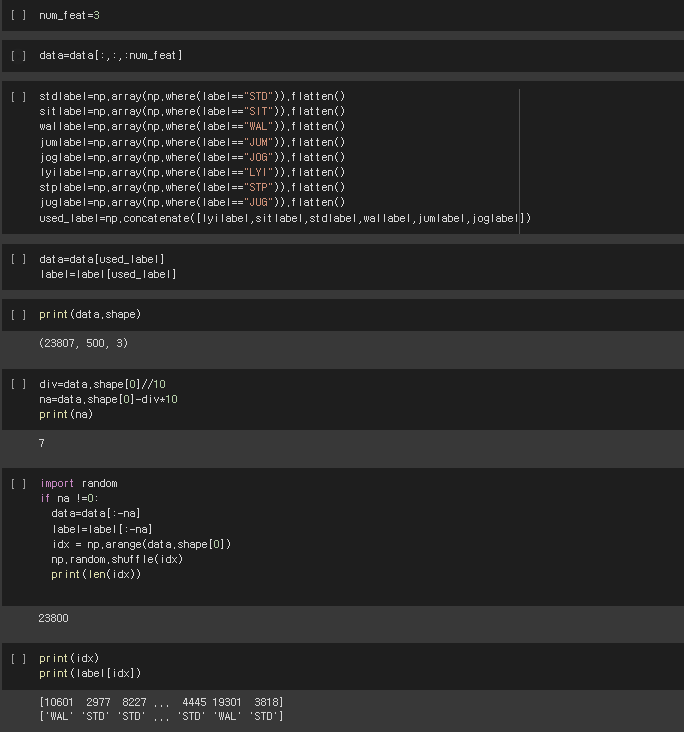 [ ] num_feat=3
[ ] data=data[:,:,:num_feat]
[ ] stdlabel=np.array(np.where(label=="STD")).flatten()
sitlabel=np.array(np.where(label=="SIT")).flatten()
wallabel=np.array(np.where(label=="WAL")).flatten()
jumlabel=np.array(np.where(label=="JUM")).flatten()
joglabel=np.array(np.where(label=="JOG")).flatten()
lyilabel=np.array(np.where(label=="LYI")).flatten()
stplabel=np.array(np.where(label=="STP")).flatten()
juglabel=np.array(np.where(label=="JUG")).flatten()
used_label=np.concatenate([lyilabel,sitlabel,stdlabel,wallabel,jumlabel,joglabel])
[ ] data=data[used_label]
label=label[used_label]
[ ] print(data.shape)
(23807, 500, 3)
[ ] div=data.shape[0]//10
na=data.shape[0]-div*10
print(na)
7
[ ] import random
if na !=0:
data=data[:-na]
label=label[:-na]
idx = np.arange(data.shape[0])
np.random.shuffle(idx)
print(len(idx))
23800
[ ] print(idx)
print(label[idx])
[10601 2977 8227 ... 4445 19301 3818]
['WAL' 'STD' 'STD' ... 'STD' 'WAL' 'STD']